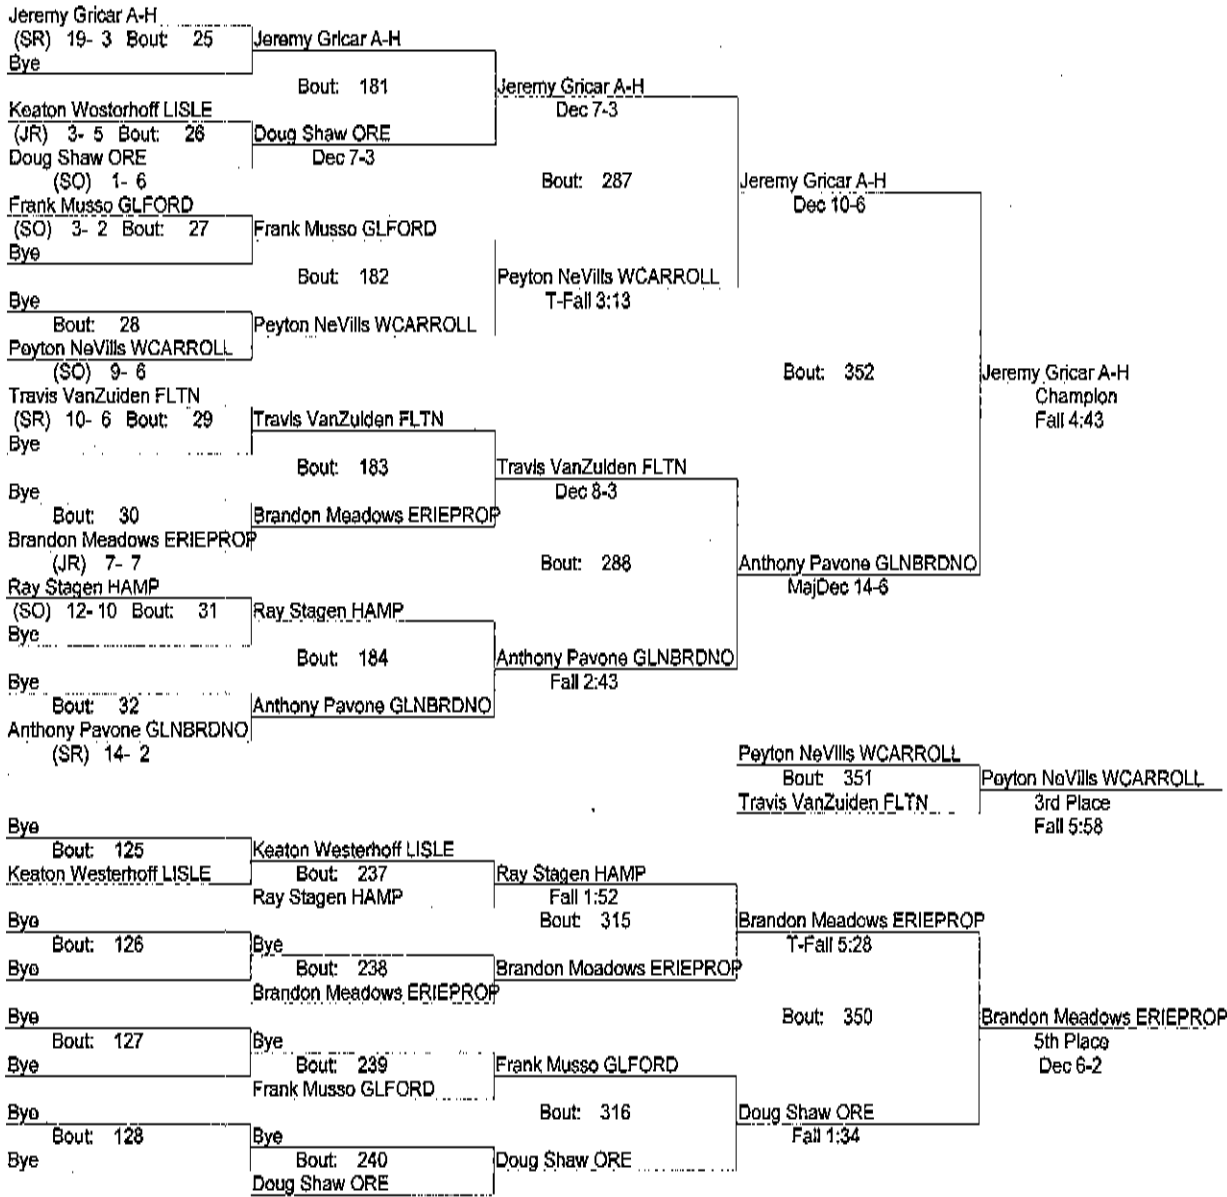 Jeremy Gricar A-H
(SR) 19- 3 Bout: 25
Bye
Jeremy Gricar A-H
Bout: 181
Keaton Wostorhoff LISLE
(JR) 3- 5 Bout: 26
Doug Shaw ORE
(SO) 1- 6
Doug Shaw ORE
Dec 7-3
Jeremy Gricar A-H
Dec 7-3
Bout: 287
Frank Musso GLFORD
(SO) 3- 2 Bout: 27
Bye
Frank Musso GLFORD
Bout: 182
Bye
Bout: 28
Peyton NeVills WCARROLL
(SO) 9- 6
Peyton NeVills WCARROLL
Peyton NeVills WCARROLL
T-Fall 3:13
Jeremy Gricar A-H
Dec 10-6
Bout: 352
Jeremy Gricar A-H
Champion
Fall 4:43
Travis VanZuiden FLTN
(SR) 10- 6 Bout: 29
Bye
Travis VanZuiden FLTN
Bout: 183
Bye
Bout: 30
Brandon Meadows ERIEPROP
(JR) 7- 7
Brandon Meadows ERIEPROP
Travis VanZuiden FLTN
Dec 8-3
Bout: 288
Ray Stagen HAMP
(SO) 12- 10 Bout: 31
Bye
Ray Stagen HAMP
Bout: 184
Bye
Bout: 32
Anthony Pavone GLNBRDNO
(SR) 14- 2
Anthony Pavone GLNBRDNO
Anthony Pavone GLNBRDNO
Fall 2:43
Anthony Pavone GLNBRDNO
MajDec 14-6
Peyton NeVills WCARROLL
Bout: 351
Travis VanZuiden FLTN
Peyton NeVills WCARROLL
3rd Place
Fall 5:58
Bye
Bout: 125
Keaton Westerhoff LISLE
Keaton Westerhoff LISLE
Bout: 237
Ray Stagen HAMP
Ray Stagen HAMP
Fall 1:52
Bout: 315
Bye
Bout: 126
Bye
Bye
Bout: 238
Brandon Meadows ERIEPROP
Brandon Moadows ERIEPROP
Brandon Meadows ERIEPROP
T-Fall 5:28
Bout: 350
Brandon Meadows ERIEPROP
5th Place
Dec 6-2
Bye
Bout: 127
Bye
Bye
Bout: 239
Frank Musso GLFORD
Frank Musso GLFORD
Bout: 316
Bye
Bout: 128
Bye
Bye
Bout: 240
Doug Shaw ORE
Doug Shaw ORE
Doug Shaw ORE
Fall 1:34